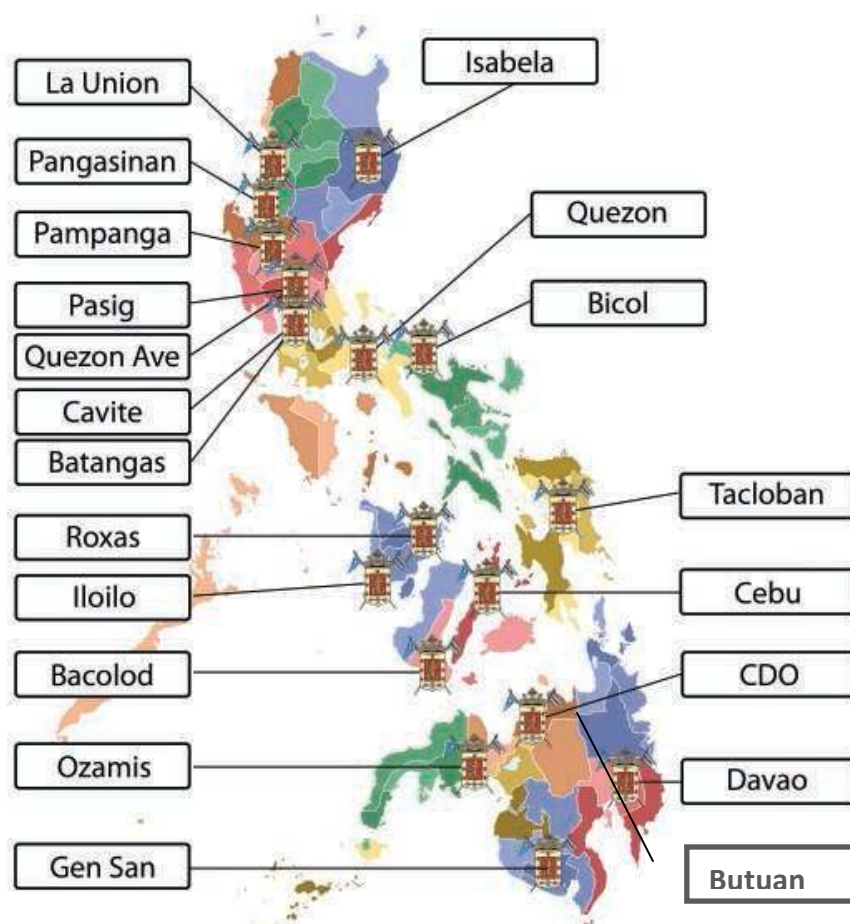 La Union
Isabela
Pangasinan
Quezon
Pampanga
Pasig
Bicol
Quezon Ave
Cavite
Batangas
Tacloban
Roxas
Iloilo
Cebu
Bacolod
CDO
Ozamis
Davao
Gen San
Butuan